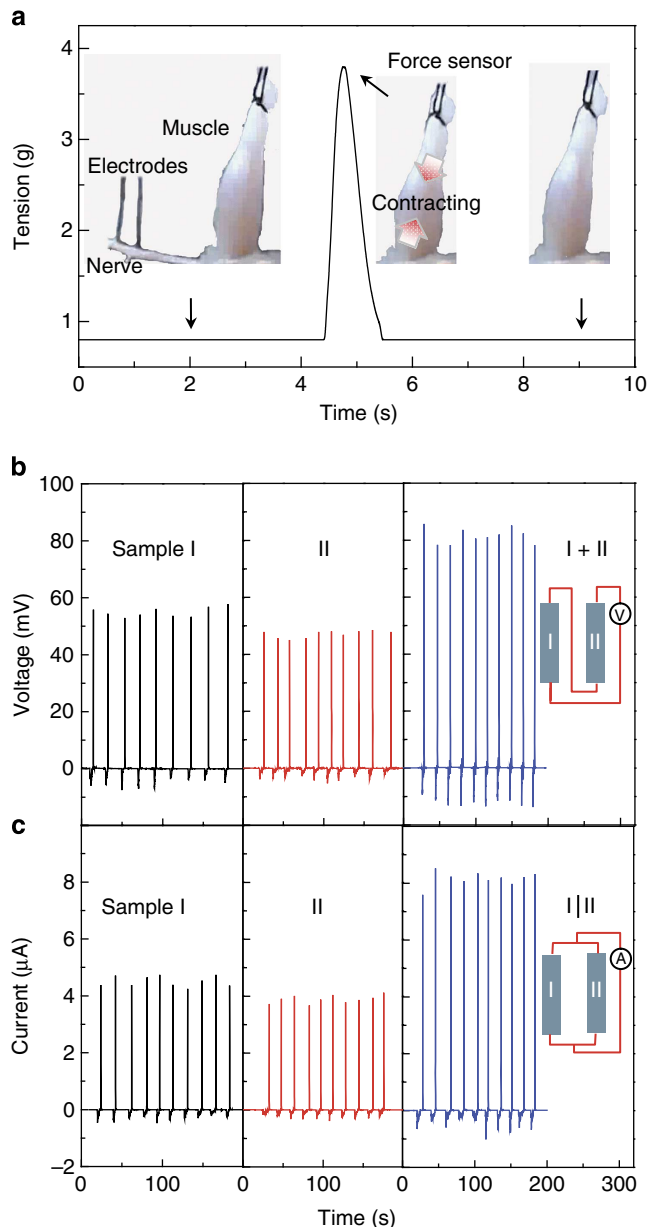 a
4
3
2
1
Tension (g)
Force sensor
Muscle
Electrodes
Nerve
Contracting
0 2 4 6 8 10
Time (s)
b
100
80
60
40
20
0
Voltage (mV)
Sample I
II
I + II
I
II
V
c
8
6
4
2
0
–2
Current (μA)
Sample I
II
I|II
I
II
A
100 0 100 0 100 200 300
Time (s)